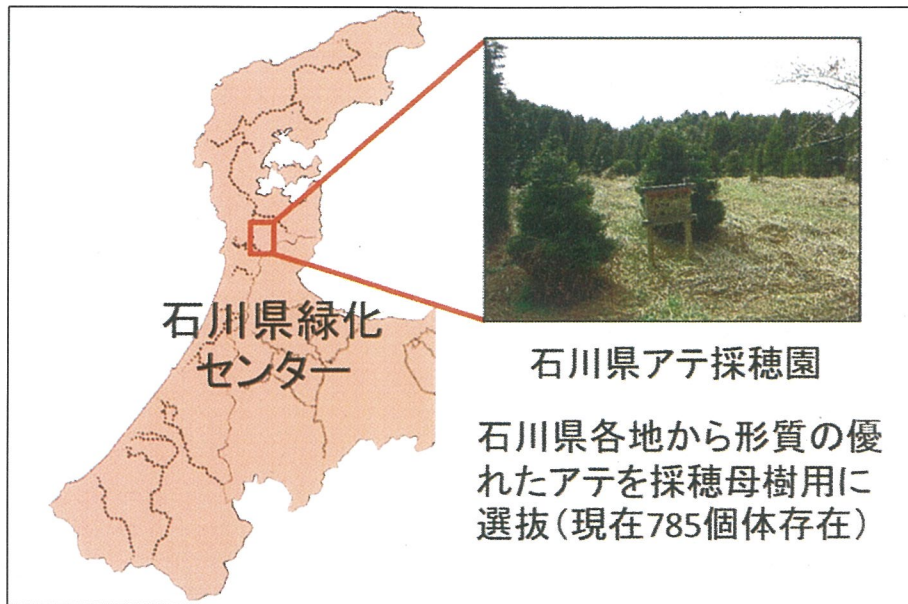 石川県緑化
センター
石川県アテ採穂園
石川県各地から形質の優
れたアテを採穂母樹用に
選抜(現在785個体存在)